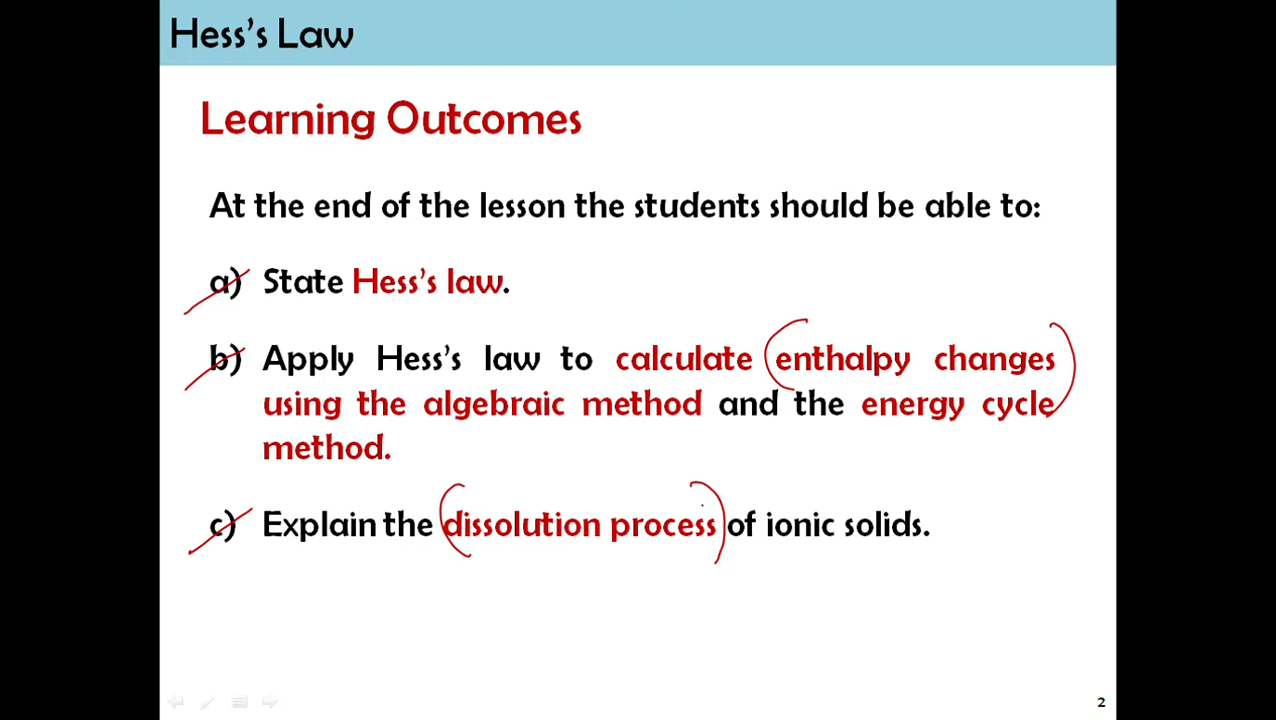 Hess's Law
Learning Outcomes
At the end of the lesson the students should be able to:
a) State Hess's law.
b) Apply Hess's law to calculate enthalpy changes
using the algebraic method and the energy cycle
method.
c) Explain the dissolution process of ionic solids.
2